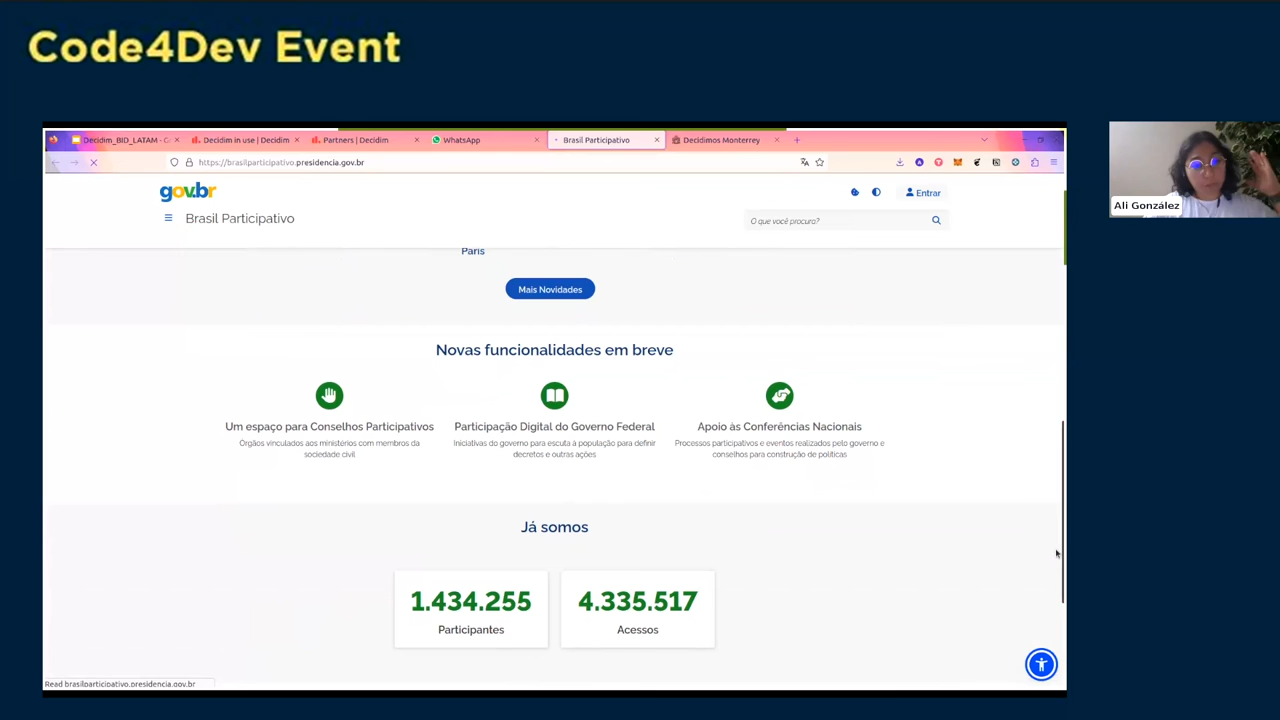 Code4Dev Event
Decidim_BID_LATAM - C
Decidim in use | Decidim
Partners | Decidim
WhatsApp
Brasil Participativo
Decidimos Monterrey
https://brasilparticipativo.presidencia.gov.br
gov.br
Entrar
Brasil Participativo
O que você procura?
Ali González
Paris
Mais Novidades
Novas funcionalidades em breve
Um espaço para Conselhos Participativos
Órgãos vinculados aos ministérios com membros da
sociedade civil
Participação Digital do Governo Federal
Iniciativas do governo para escuta à população para definir
decretos e outras ações
Apoio às Conferências Nacionais
Processos participativos e eventos realizados pelo governo e
conselhos para construção de políticas
Já somos
1.434.255
Participantes
4.335.517
Acessos
Read brasilparticipativo.presidencia.gov.br